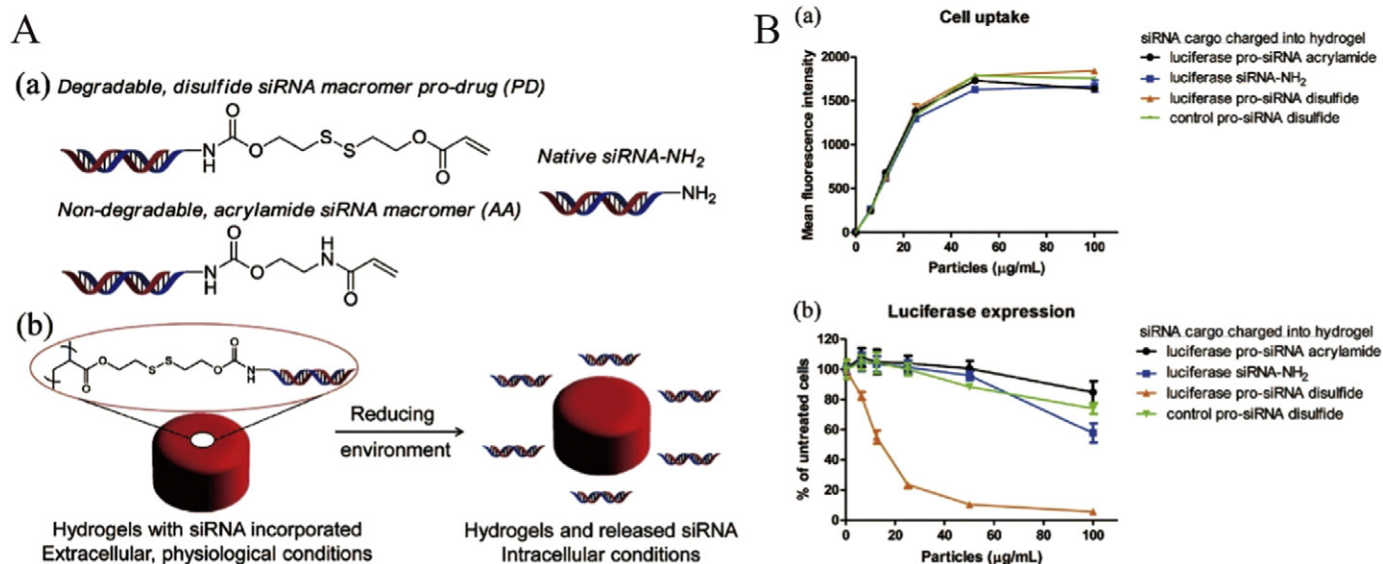 A
(a) Degradable, disulfide siRNA macromer pro-drug (PD)
N
H
O
O
S
S
O
O
Native siRNA-NH2
NH2
Non-degradable, acrylamide siRNA macromer (AA)
N
H
O
O
H
N
O
(b)
O
O
S
S
O
O
N
H
Reducing
environment
Hydrogels with siRNA incorporated
Extracellular, physiological conditions
Hydrogels and released siRNA
Intracellular conditions
B
(a)
Cell uptake
Mean fluorescence intensity
2000
1500
1000
500
0
0 20 40 60 80 100
Particles (μg/mL)
siRNA cargo charged into hydrogel
luciferase pro-siRNA acrylamide
luciferase siRNA-NH2
luciferase pro-siRNA disulfide
control pro-siRNA disulfide
(b)
Luciferase expression
% of untreated cells
120
100
80
60
40
20
0
0 20 40 60 80 100
Particles (μg/mL)
siRNA cargo charged into hydrogel
luciferase pro-siRNA acrylamide
luciferase siRNA-NH2
luciferase pro-siRNA disulfide
control pro-siRNA disulfide